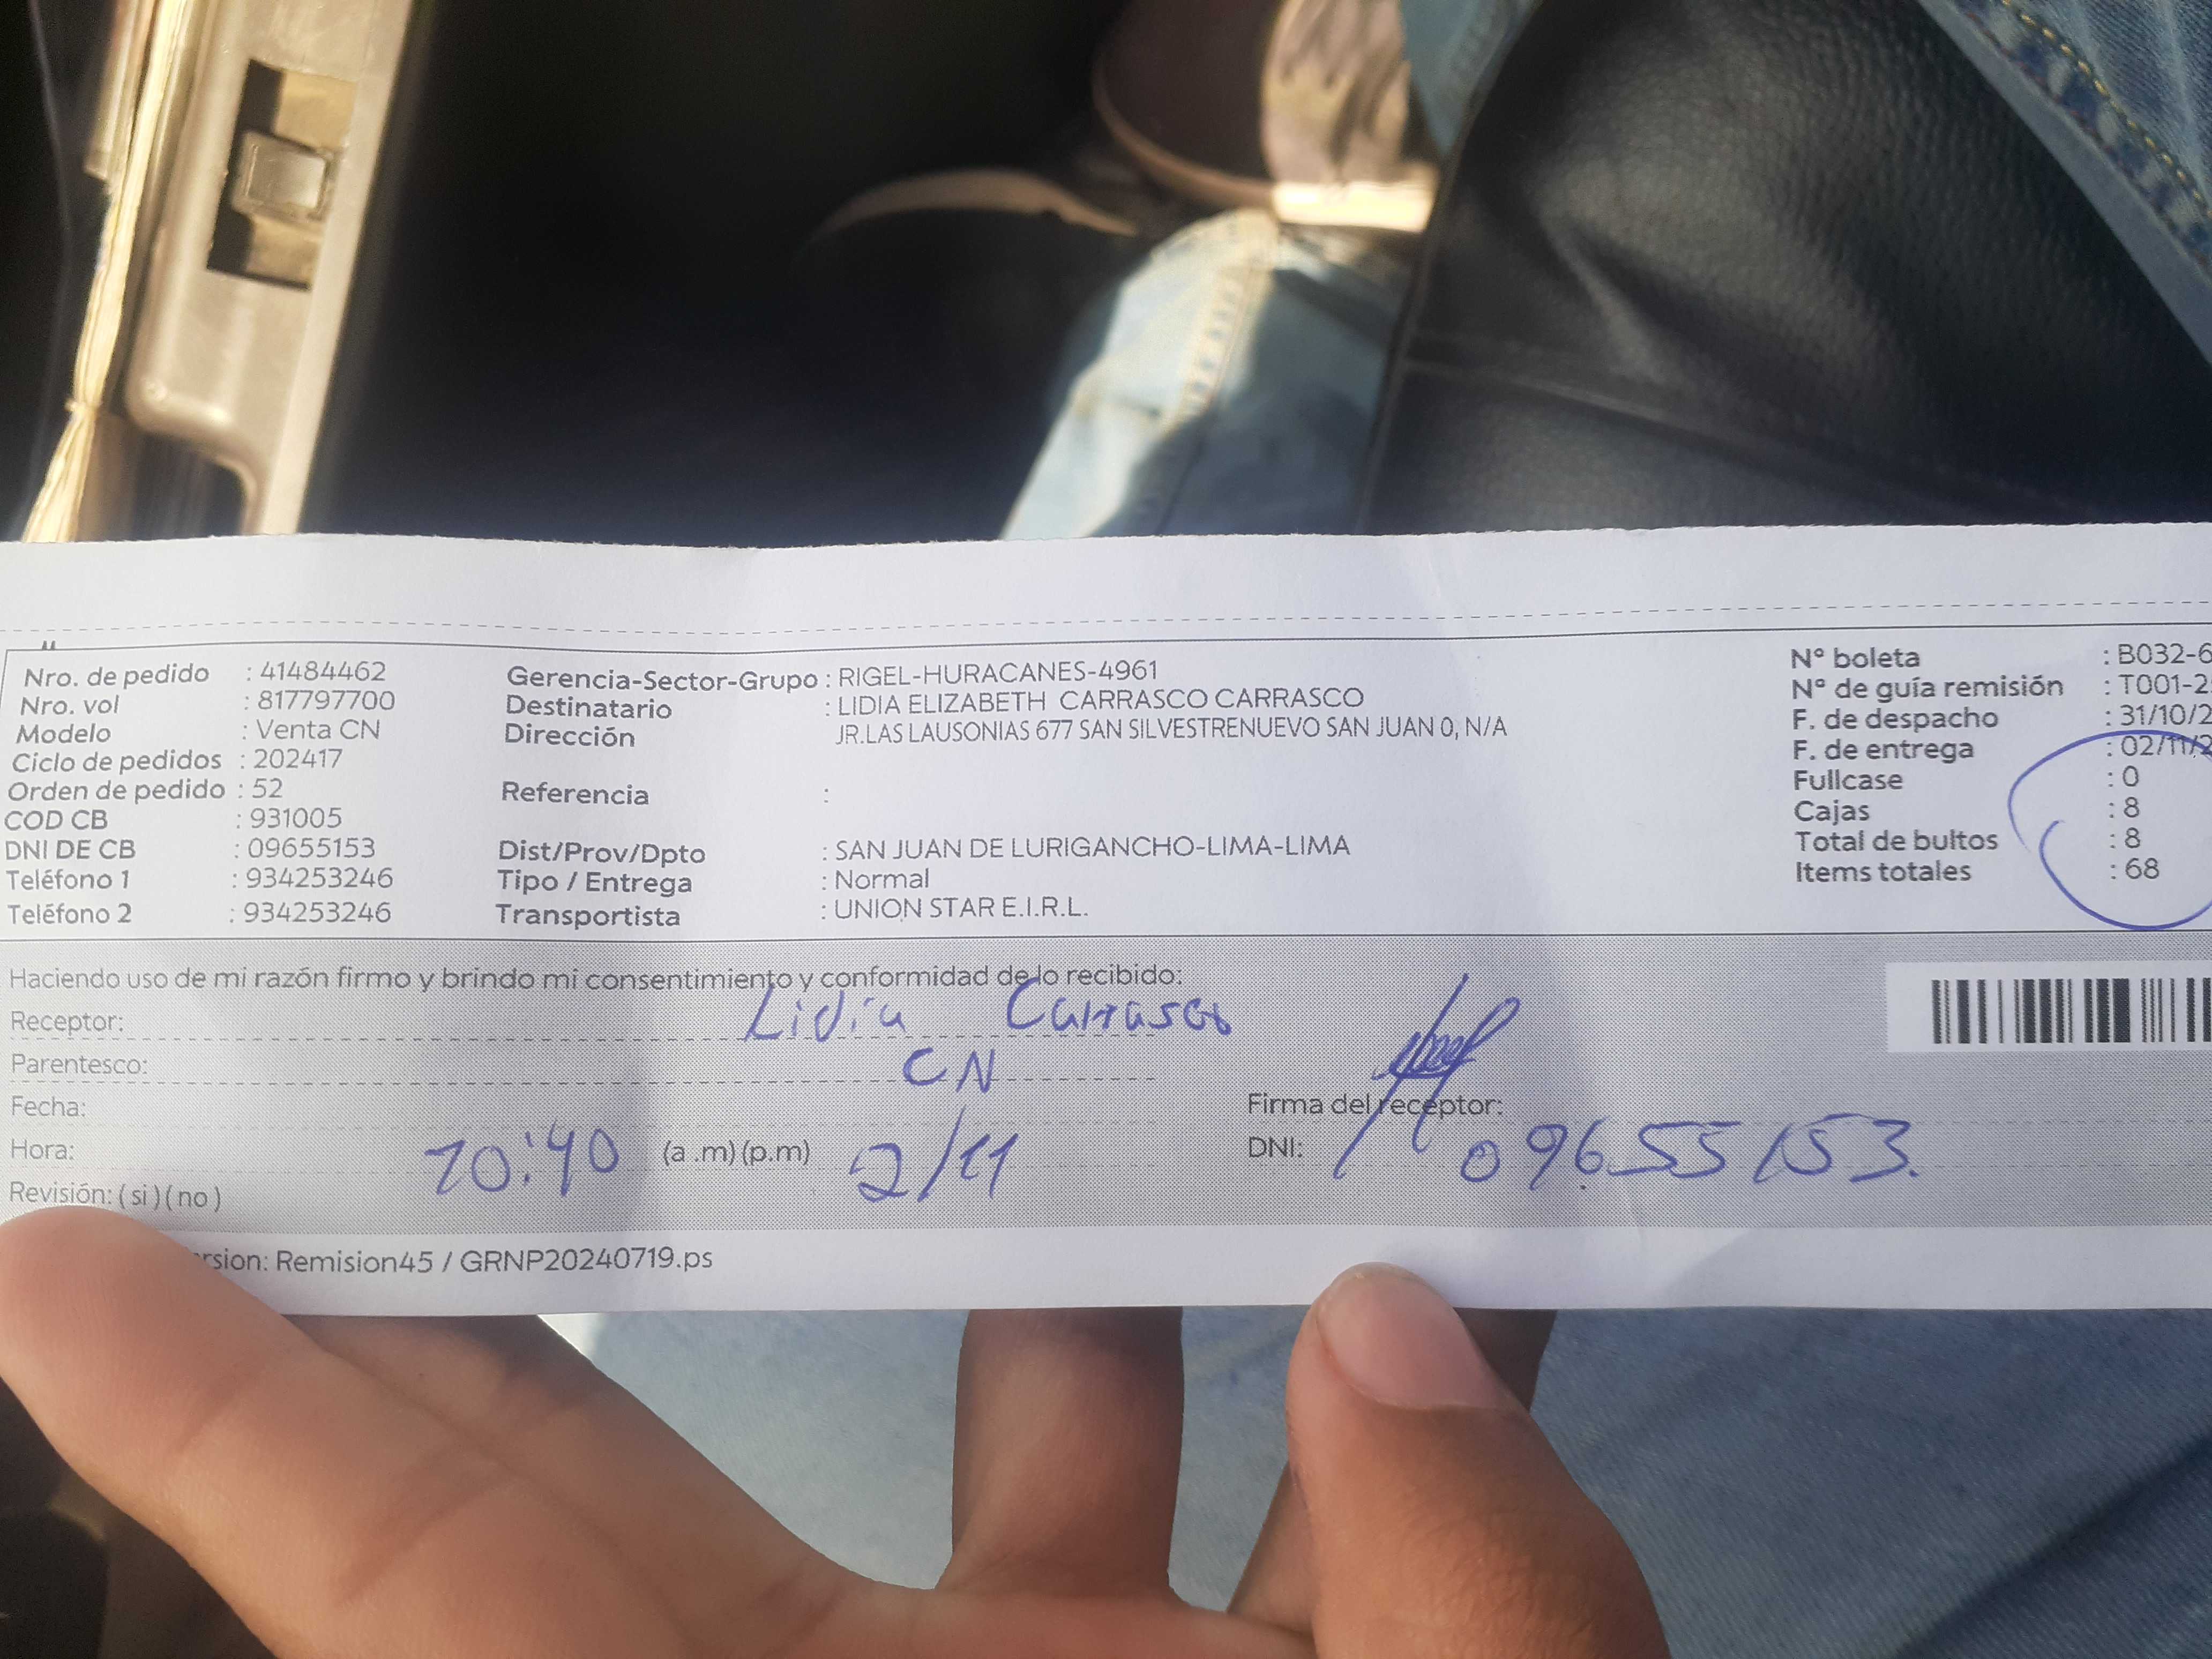 Nro. de pedido : 41484462
Nro. vol : 817797700
Modelo : Venta CN
Ciclo de pedidos : 202417
Orden de pedido : 52
COD CB : 931005
DNI DE CB : 09655153
Teléfono 1 : 934253246
Teléfono 2 : 934253246
Gerencia-Sector-Grupo : RIGEL-HURACANES-4961
Destinatario : LIDIA ELIZABETH CARRASCO CARRASCO
Dirección JR.LAS LAUSONIAS 677 SAN SILVESTRENUEVO SAN JUAN 0, N/A
Referencia :
Dist/Prov/Dpto : SAN JUAN DE LURIGANCHO-LIMA-LIMA
Tipo / Entrega : Normal
Transportista : UNION STAR E.I.R.L.
N° boleta : B032-6
N° de guía remisión : T001-2
F. de despacho : 31/10/2
F. de entrega : 02/11/2
Fullcase : 0
Cajas : 8
Total de bultos : 8
Items totales : 68
Haciendo uso de mi razón firmo y brindo mi consentimiento y conformidad de lo recibido:
Receptor: Lidia Carrasco
Parentesco: CN
Fecha:
Firma del receptor:
Hora: 10:40 (a .m) (p.m) 2/11
DNI: 09655153.
Revisión: ( si ) ( no )
rsion: Remision45 / GRNP20240719.ps